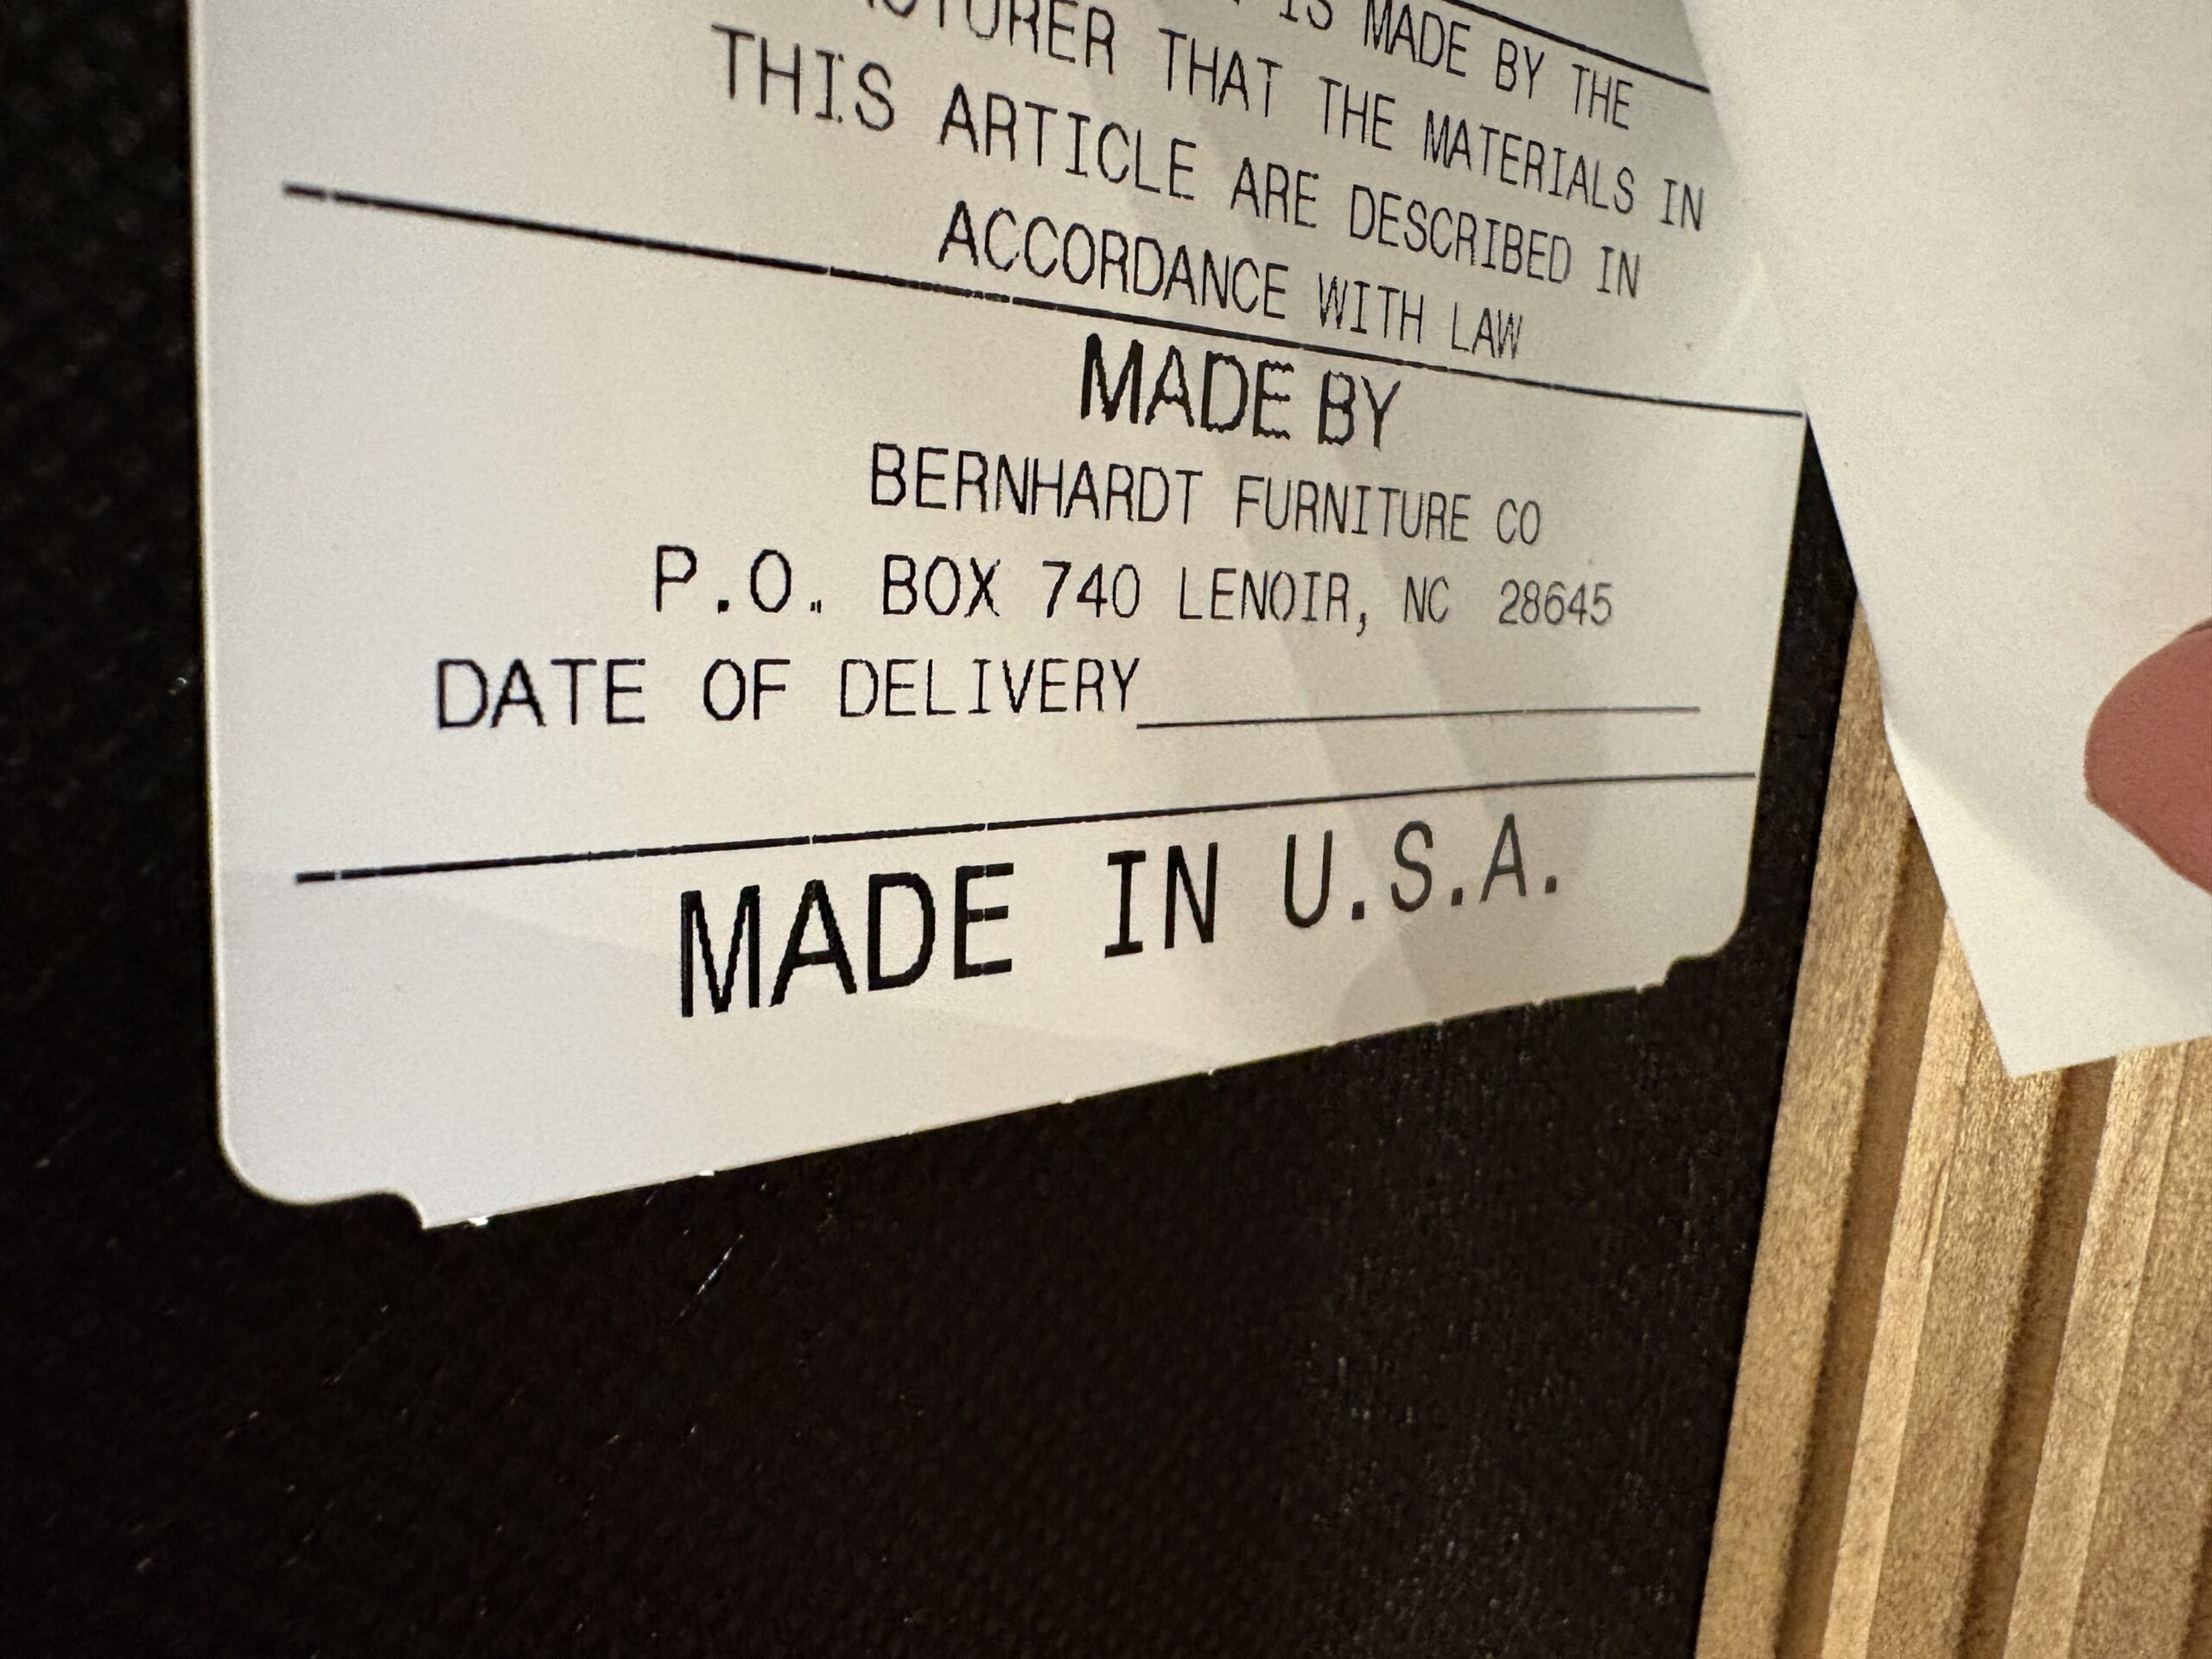 IS MADE BY THE
THAT THE MATERIALS IN
THIS ARTICLE ARE DESCRIBED IN
ACCORDANCE WITH LAW
MADE BY
BERNHARDT FURNITURE CO
P.O. BOX 740 LENOIR, NC 28645
DATE OF DELIVERY
MADE IN U.S.A.